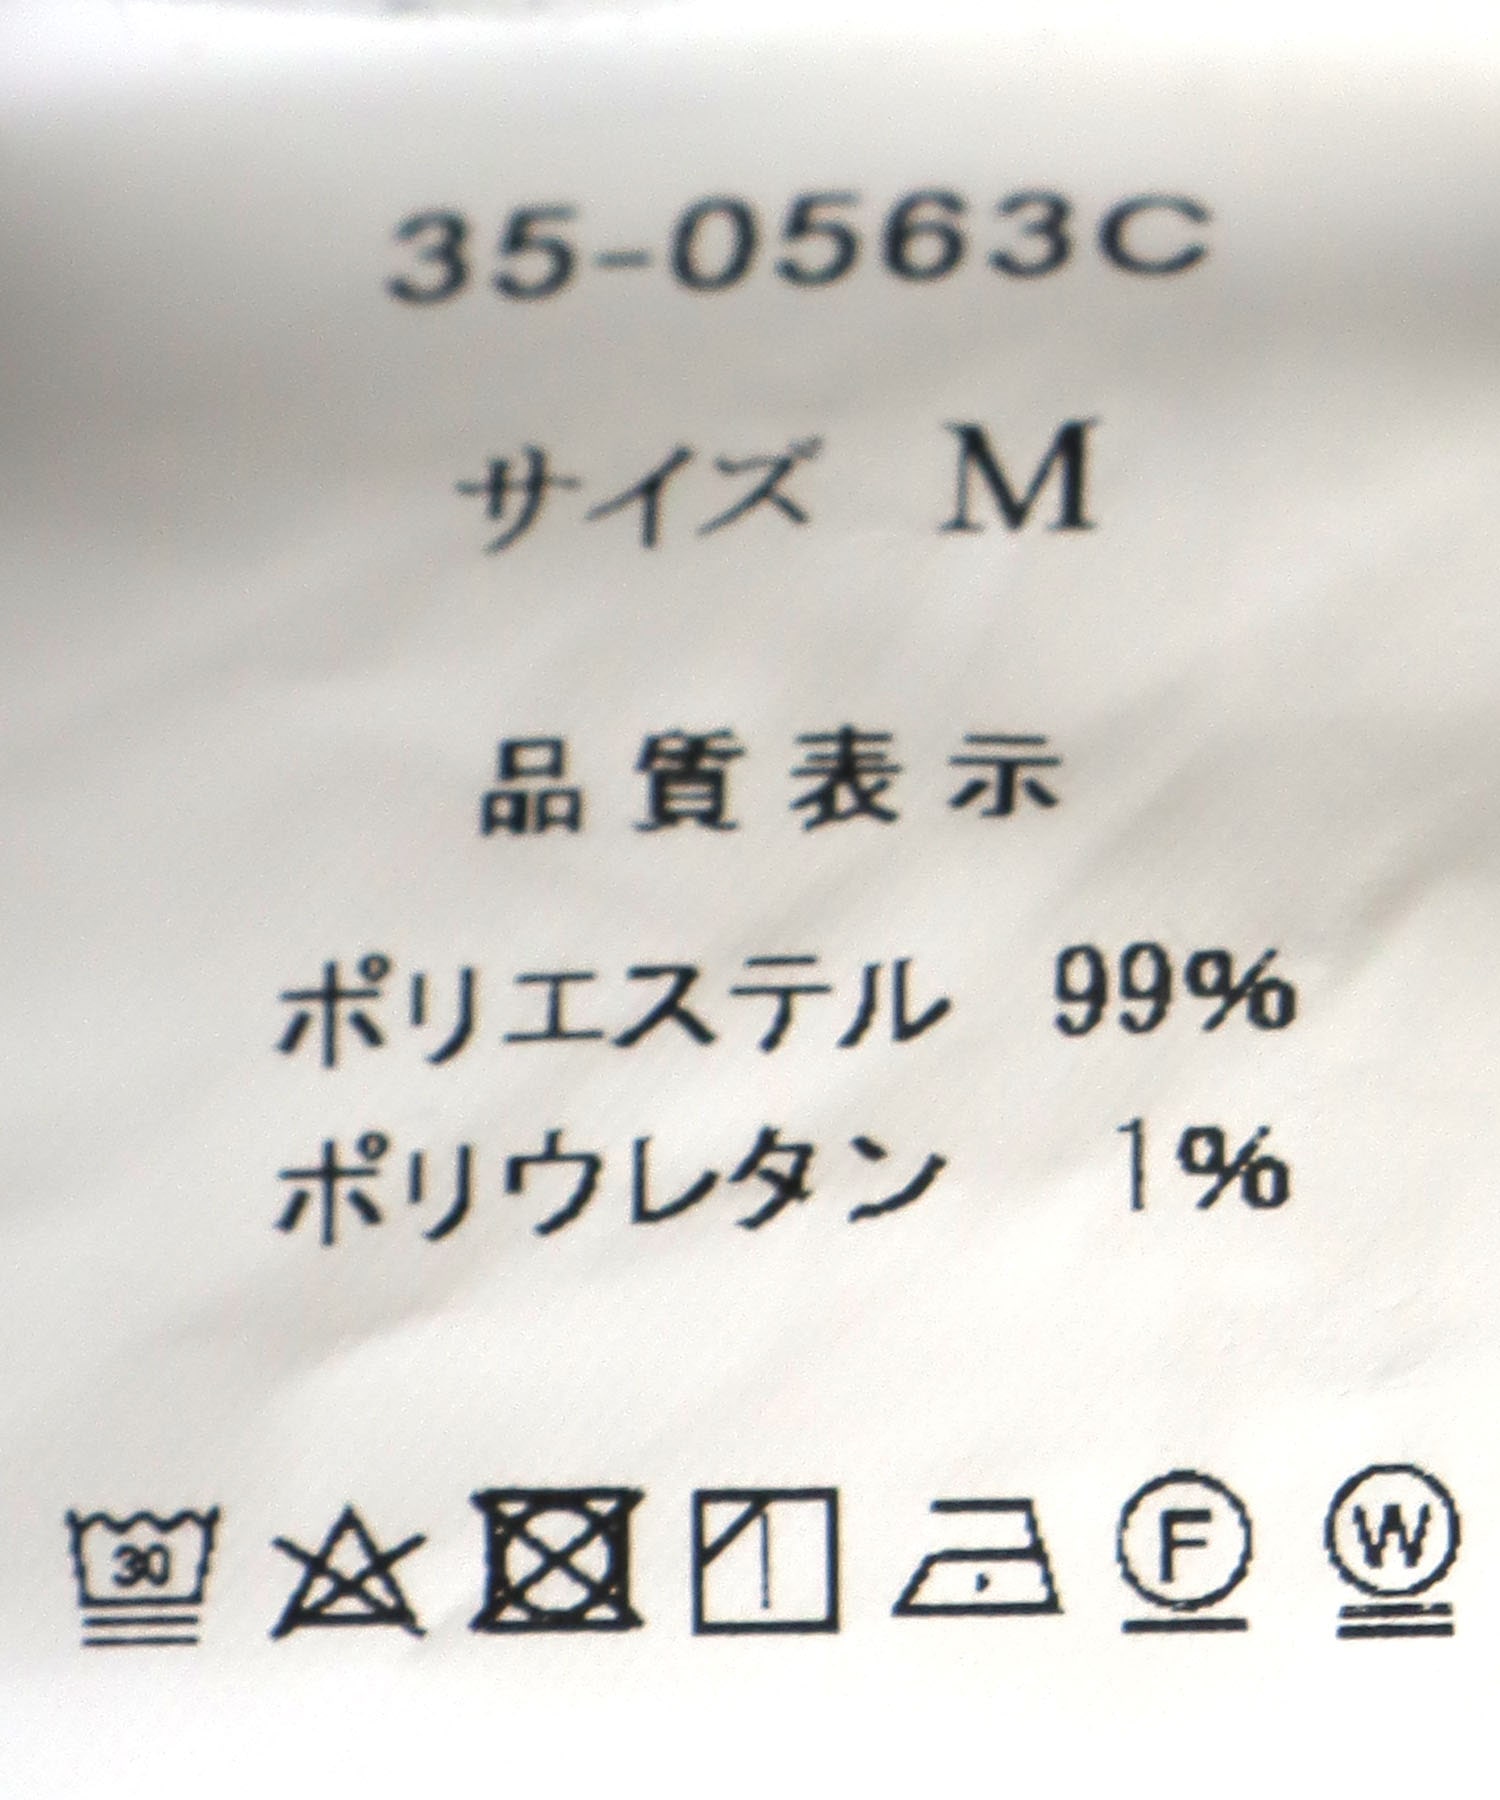 35-0563C
サイズ M
品質表示
ポリエステル 99%
ポリウレタン 1%
30 F W